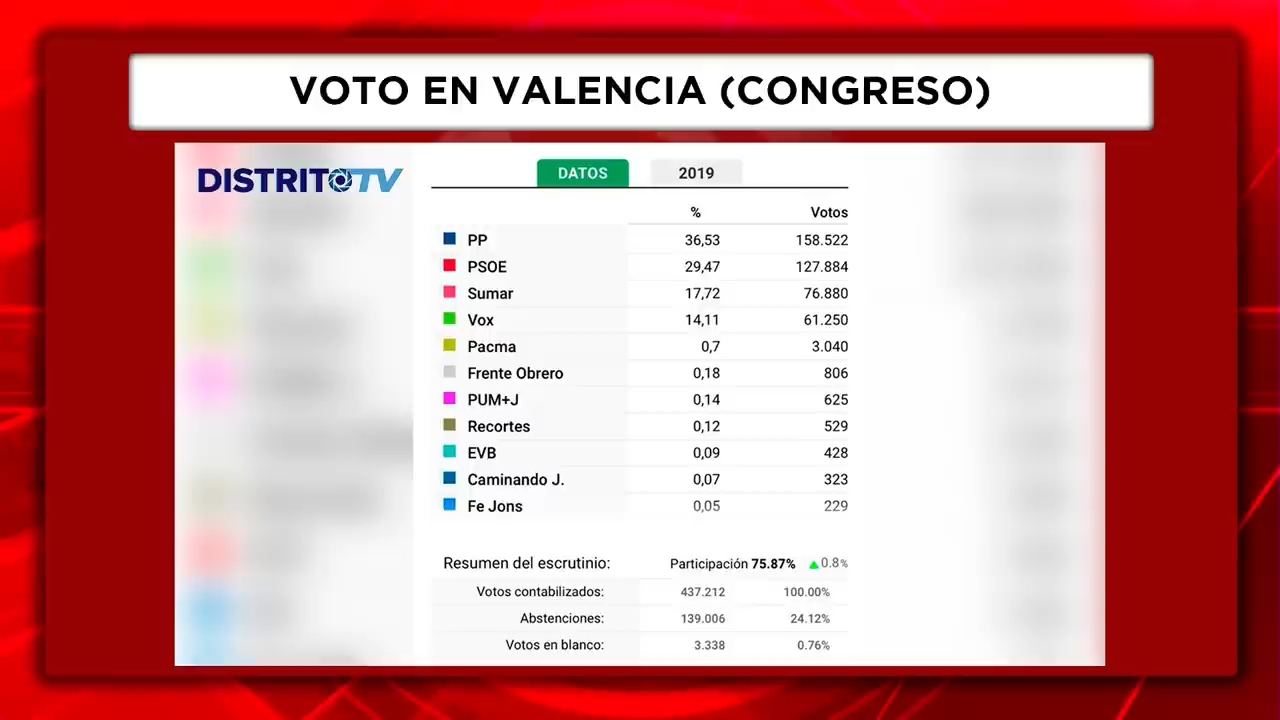 VOTO EN VALENCIA (CONGRESO)
DISTRITO TV
DATOS 2019
% Votos
PP 36,53 158.522
PSOE 29,47 127.884
Sumar 17,72 76.880
Vox 14,11 61.250
Pacma 0,7 3.040
Frente Obrero 0,18 806
PUM+J 0,14 625
Recortes 0,12 529
EVB 0,09 428
Caminando J. 0,07 323
Fe Jons 0,05 229
Resumen del escrutinio: Participación 75.87% ▲0.8%
Votos contabilizados: 437.212 100.00%
Abstenciones: 139.006 24.12%
Votos en blanco: 3.338 0.76%